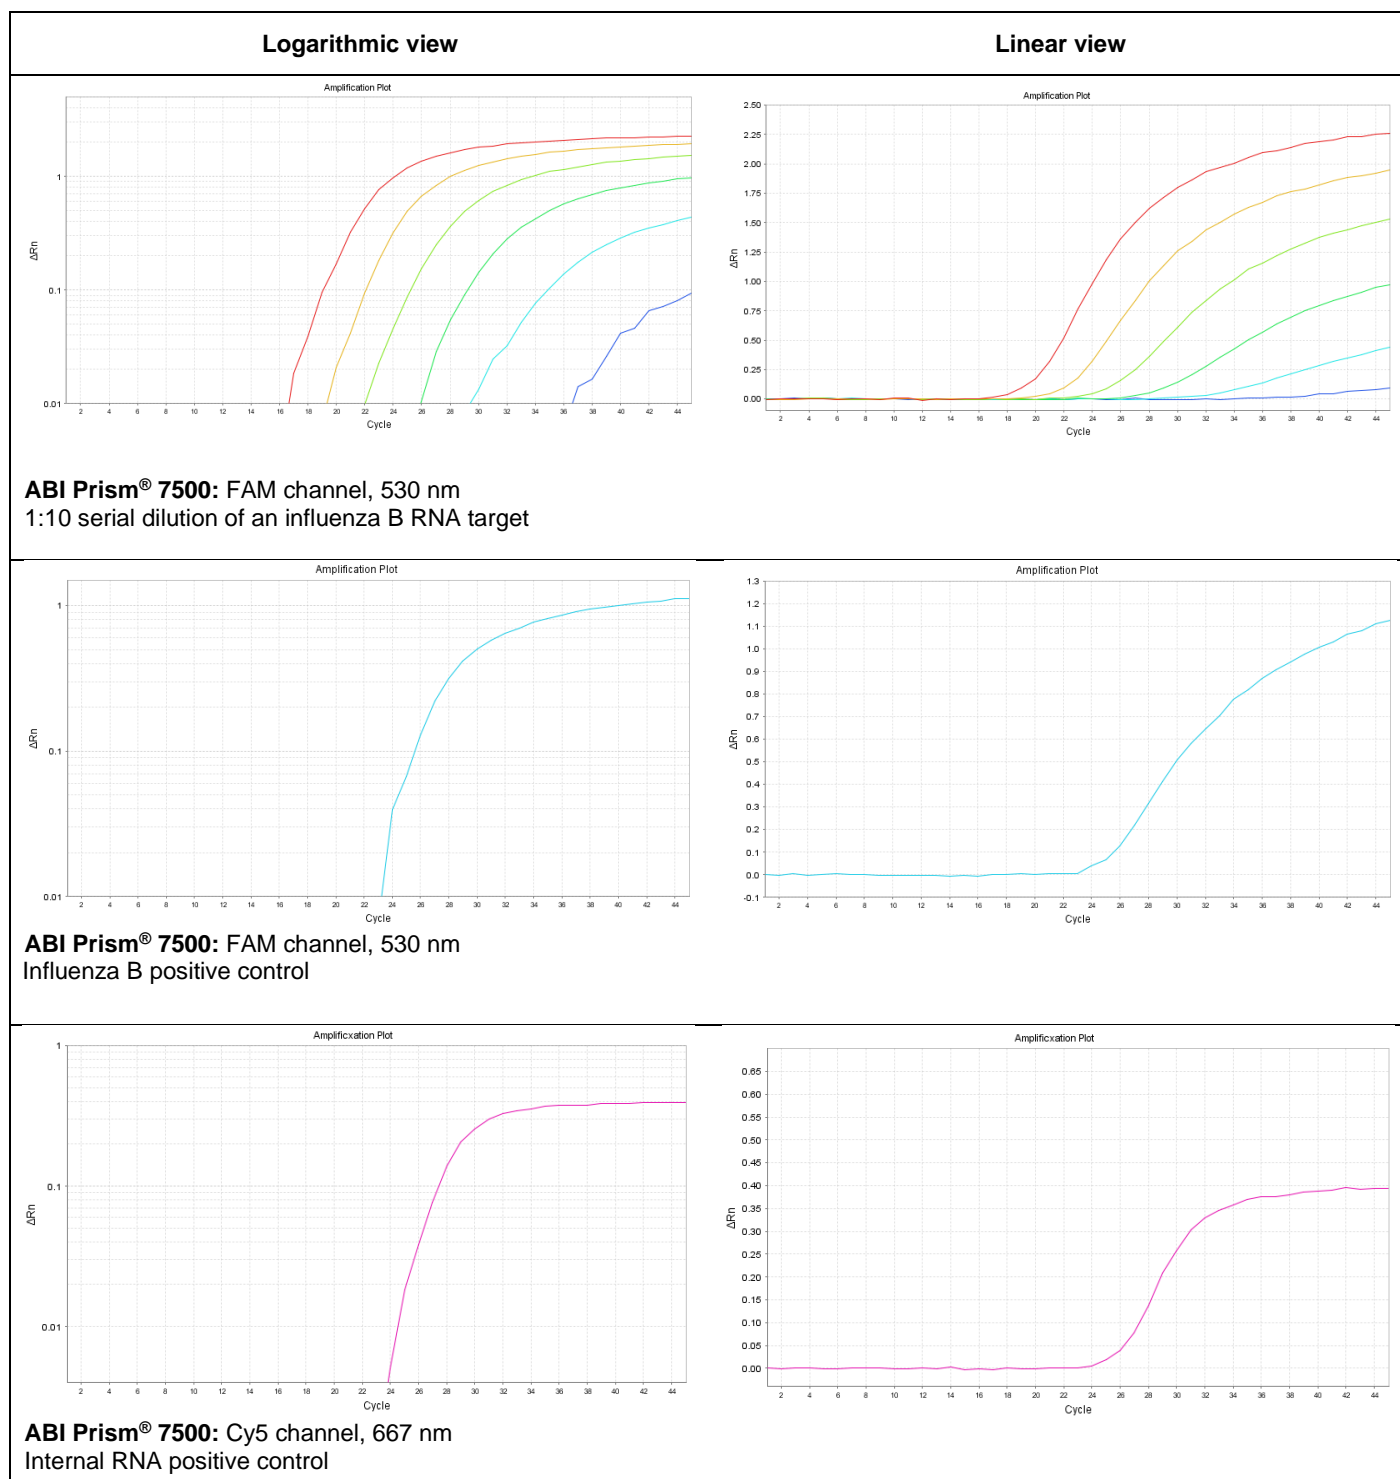 Logarithmic view
Linear view
Amplification Plot
ΔRn
1
0.1
0.01
2 4 6 8 10 12 14 16 18 20 22 24 26 28 30 32 34 36 38 40 42 44
Cycle
Amplification Plot
ΔRn
2.50
2.25
2.00
1.75
1.50
1.25
1.00
0.75
0.50
0.25
0.00
2 4 6 8 10 12 14 16 18 20 22 24 26 28 30 32 34 36 38 40 42 44
Cycle
ABI Prism® 7500: FAM channel, 530 nm
1:10 serial dilution of an influenza B RNA target
Amplification Plot
ΔRn
1
0.1
0.01
2 4 6 8 10 12 14 16 18 20 22 24 26 28 30 32 34 36 38 40 42 44
Cycle
Amplification Plot
ΔRn
1.3
1.2
1.1
1.0
0.9
0.8
0.7
0.6
0.5
0.4
0.3
0.2
0.1
0.0
-0.1
2 4 6 8 10 12 14 16 18 20 22 24 26 28 30 32 34 36 38 40 42 44
Cycle
ABI Prism® 7500: FAM channel, 530 nm
Influenza B positive control
Amplificxation Plot
ΔRn
1
0.1
0.01
2 4 6 8 10 12 14 16 18 20 22 24 26 28 30 32 34 36 38 40 42 44
Cycle
Amplificxation Plot
ΔRn
0.65
0.60
0.55
0.50
0.45
0.40
0.35
0.30
0.25
0.20
0.15
0.10
0.05
0.00
2 4 6 8 10 12 14 16 18 20 22 24 26 28 30 32 34 36 38 40 42 44
Cycle
ABI Prism® 7500: Cy5 channel, 667 nm
Internal RNA positive control